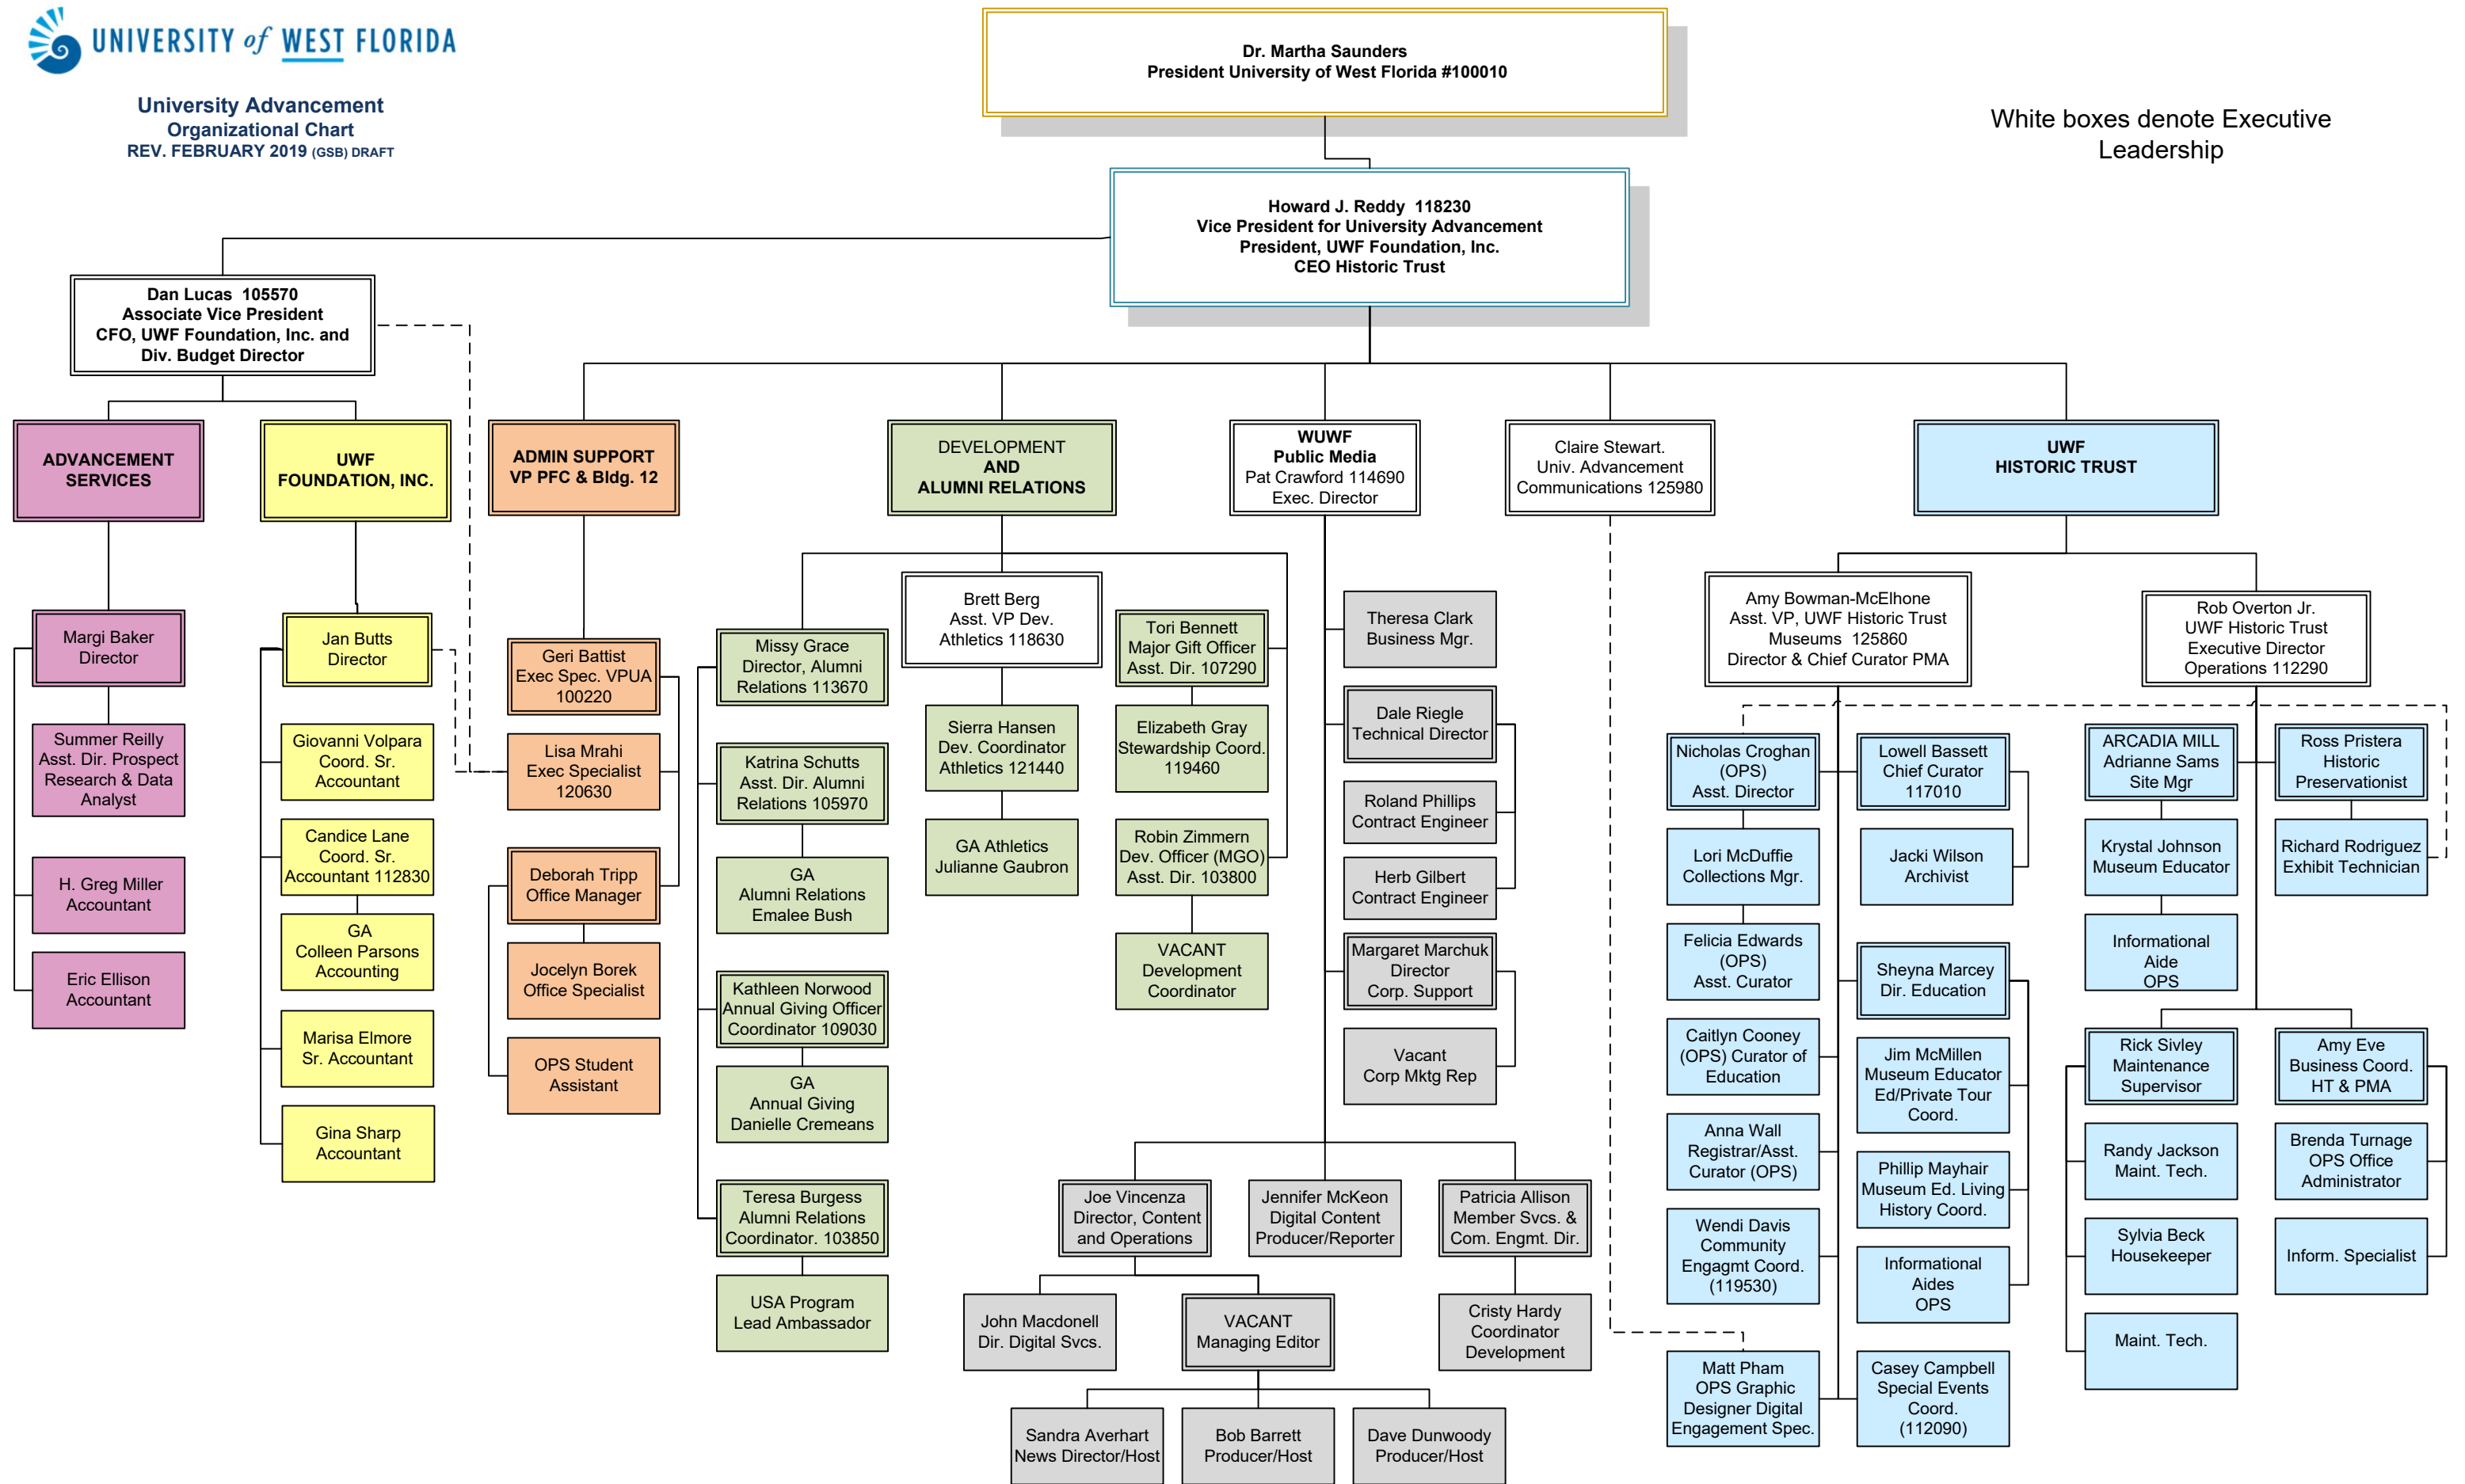 UNIVERSITY of WEST FLORIDA
University Advancement
Organizational Chart
REV. FEBRUARY 2019 (GSB) DRAFT
Dr. Martha Saunders
President University of West Florida #100010
White boxes denote Executive
Leadership
Howard J. Reddy  118230
Vice President for University Advancement
President, UWF Foundation, Inc.
CEO Historic Trust
Dan Lucas  105570
Associate Vice President
CFO, UWF Foundation, Inc. and
Div. Budget Director
ADVANCEMENT
SERVICES
UWF
FOUNDATION, INC.
ADMIN SUPPORT
VP PFC & Bldg. 12
DEVELOPMENT
AND
ALUMNI RELATIONS
WUWF
Public Media
Pat Crawford 114690
Exec. Director
Claire Stewart.
Univ. Advancement
Communications 125980
UWF
HISTORIC TRUST
Margi Baker
Director
Summer Reilly
Asst. Dir. Prospect
Research & Data
Analyst
H. Greg Miller
Accountant
Eric Ellison
Accountant
Jan Butts
Director
Giovanni Volpara
Coord. Sr.
Accountant
Candice Lane
Coord. Sr.
Accountant 112830
GA
Colleen Parsons
Accounting
Marisa Elmore
Sr. Accountant
Gina Sharp
Accountant
Geri Battist
Exec Spec. VPUA
100220
Lisa Mrahi
Exec Specialist
120630
Deborah Tripp
Office Manager
Jocelyn Borek
Office Specialist
OPS Student
Assistant
Missy Grace
Director, Alumni
Relations 113670
Katrina Schutts
Asst. Dir. Alumni
Relations 105970
GA
Alumni Relations
Emalee Bush
Kathleen Norwood
Annual Giving Officer
Coordinator 109030
GA
Annual Giving
Danielle Cremeans
Teresa Burgess
Alumni Relations
Coordinator. 103850
USA Program
Lead Ambassador
Brett Berg
Asst. VP Dev.
Athletics 118630
Sierra Hansen
Dev. Coordinator
Athletics 121440
GA Athletics
Julianne Gaubron
Tori Bennett
Major Gift Officer
Asst. Dir. 107290
Elizabeth Gray
Stewardship Coord.
119460
Robin Zimmern
Dev. Officer (MGO)
Asst. Dir. 103800
VACANT
Development
Coordinator
Theresa Clark
Business Mgr.
Dale Riegle
Technical Director
Roland Phillips
Contract Engineer
Herb Gilbert
Contract Engineer
Margaret Marchuk
Director
Corp. Support
Vacant
Corp Mktg Rep
Joe Vincenza
Director, Content
and Operations
Jennifer McKeon
Digital Content
Producer/Reporter
Patricia Allison
Member Svcs. &
Com. Engmt. Dir.
John Macdonell
Dir. Digital Svcs.
VACANT
Managing Editor
Cristy Hardy
Coordinator
Development
Sandra Averhart
News Director/Host
Bob Barrett
Producer/Host
Dave Dunwoody
Producer/Host
Amy Bowman-McElhone
Asst. VP, UWF Historic Trust
Museums  125860
Director & Chief Curator PMA
Rob Overton Jr.
UWF Historic Trust
Executive Director
Operations 112290
Nicholas Croghan
(OPS)
Asst. Director
Lori McDuffie
Collections Mgr.
Felicia Edwards
(OPS)
Asst. Curator
Caitlyn Cooney
(OPS) Curator of
Education
Anna Wall
Registrar/Asst.
Curator (OPS)
Wendi Davis
Community
Engagmt Coord.
(119530)
Matt Pham
OPS Graphic
Designer Digital
Engagement Spec.
Lowell Bassett
Chief Curator
117010
Jacki Wilson
Archivist
Sheyna Marcey
Dir. Education
Jim McMillen
Museum Educator
Ed/Private Tour
Coord.
Phillip Mayhair
Museum Ed. Living
History Coord.
Informational
Aides
OPS
Casey Campbell
Special Events
Coord.
(112090)
ARCADIA MILL
Adrianne Sams
Site Mgr
Krystal Johnson
Museum Educator
Informational
Aide
OPS
Ross Pristera
Historic
Preservationist
Richard Rodriguez
Exhibit Technician
Rick Sivley
Maintenance
Supervisor
Randy Jackson
Maint. Tech.
Sylvia Beck
Housekeeper
Maint. Tech.
Amy Eve
Business Coord.
HT & PMA
Brenda Turnage
OPS Office
Administrator
Inform. Specialist